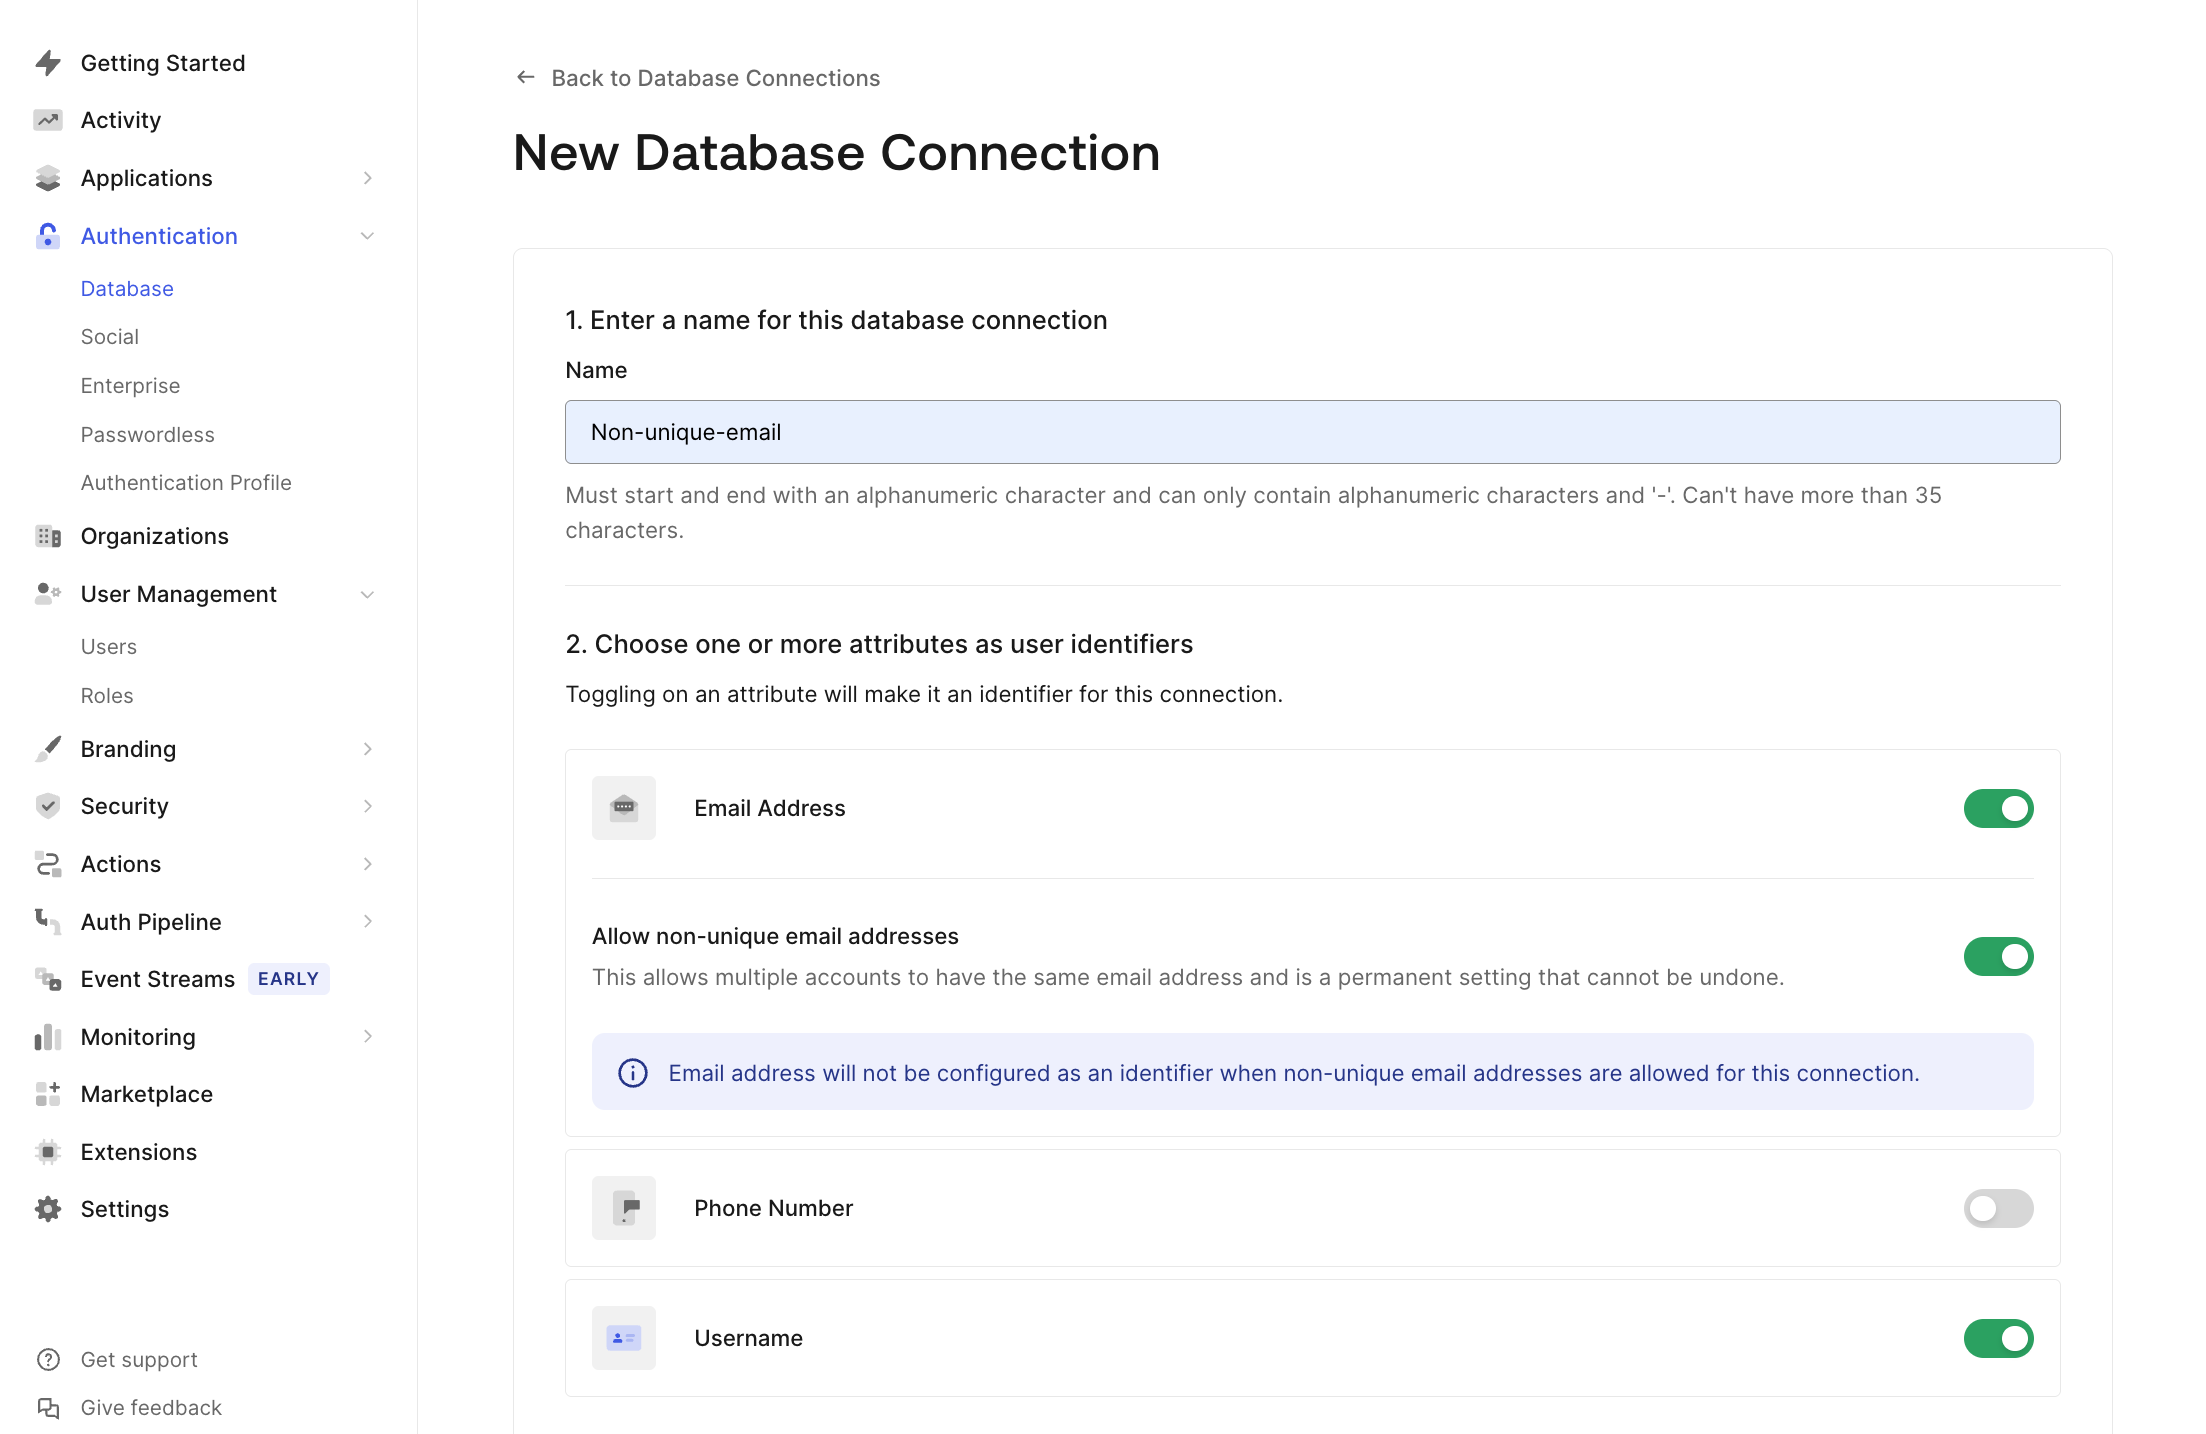 Getting Started
Activity
Applications
Authentication
Database
Social
Enterprise
Passwordless
Authentication Profile
Organizations
User Management
Users
Roles
Branding
Security
Actions
Auth Pipeline
Event Streams EARLY
Monitoring
Marketplace
Extensions
Settings
Get support
Give feedback
Back to Database Connections
New Database Connection
1. Enter a name for this database connection
Name
Non-unique-email
Must start and end with an alphanumeric character and can only contain alphanumeric characters and '-'. Can't have more than 35
characters.
2. Choose one or more attributes as user identifiers
Toggling on an attribute will make it an identifier for this connection.
Email Address
Allow non-unique email addresses
This allows multiple accounts to have the same email address and is a permanent setting that cannot be undone.
Email address will not be configured as an identifier when non-unique email addresses are allowed for this connection.
Phone Number
Username